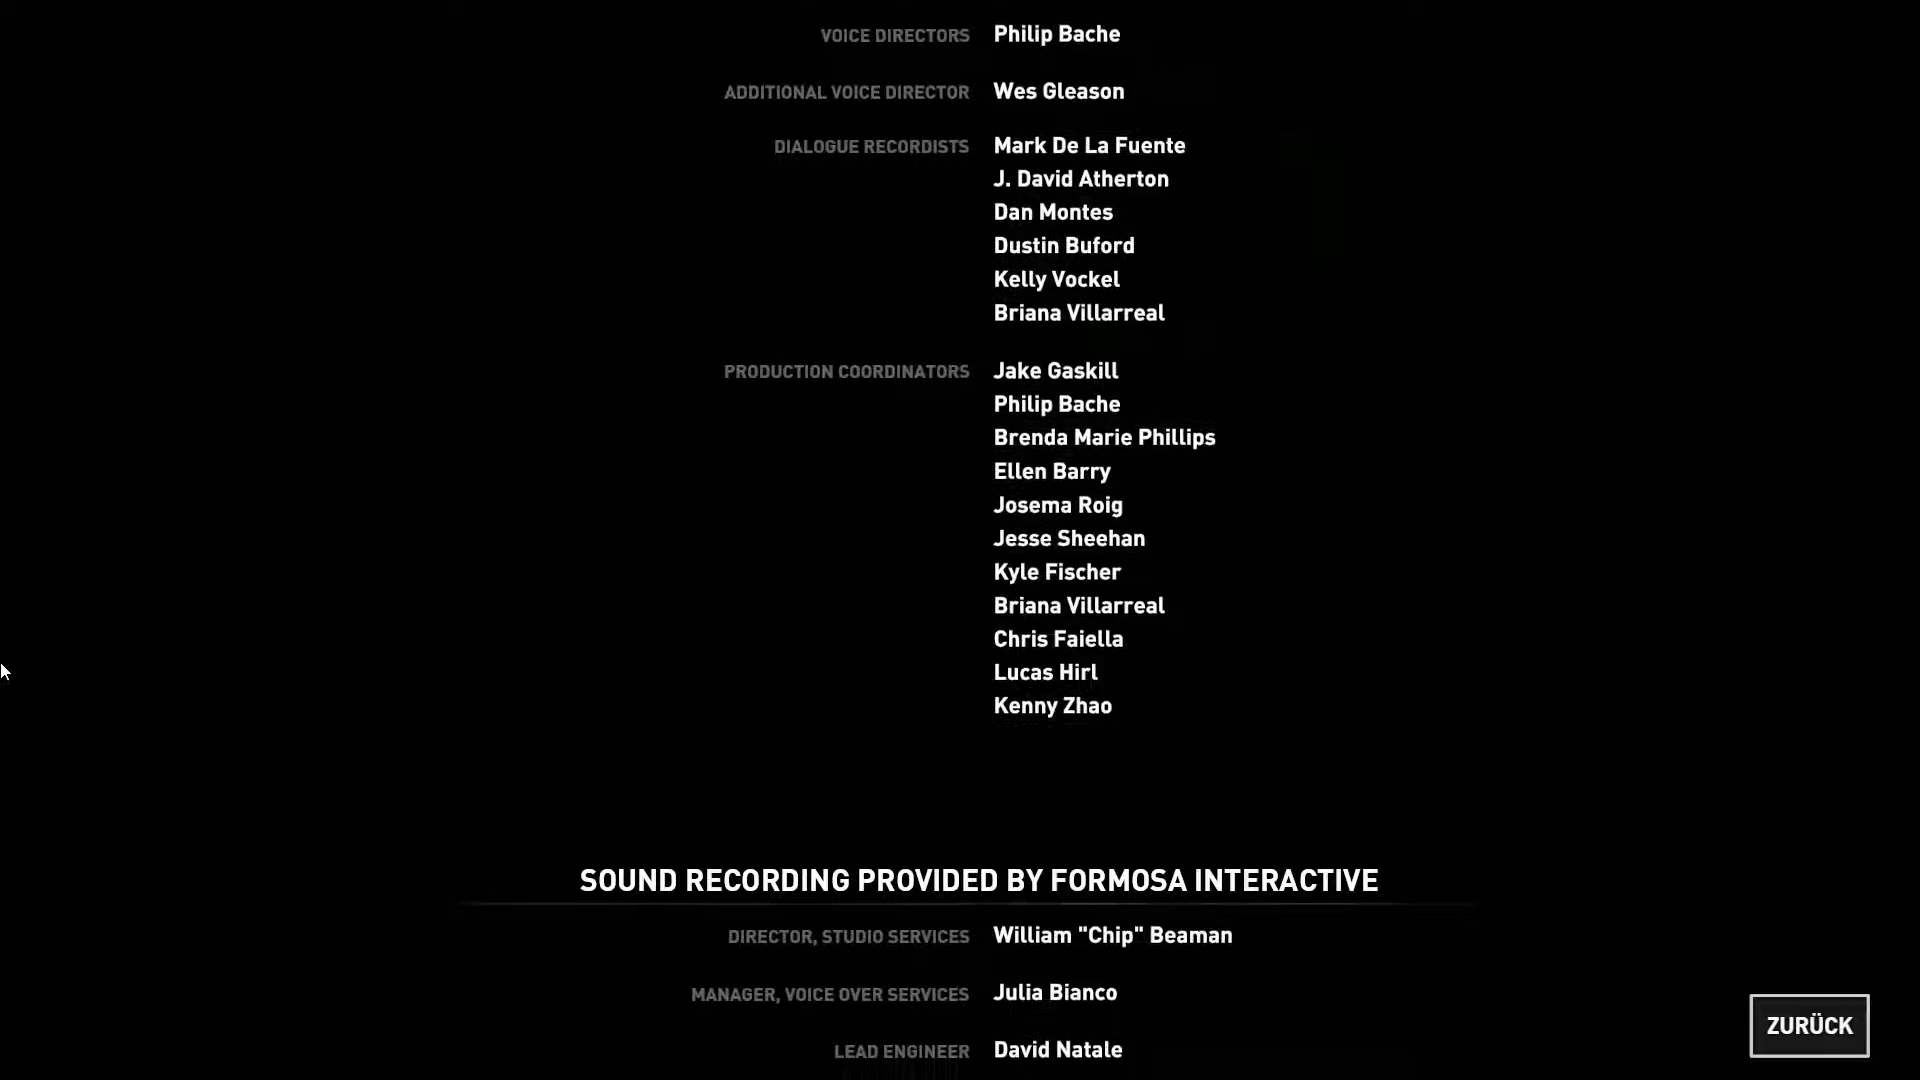 VOICE DIRECTORS Philip Bache
ADDITIONAL VOICE DIRECTOR Wes Gleason
DIALOGUE RECORDISTS Mark De La Fuente
J. David Atherton
Dan Montes
Dustin Buford
Kelly Vockel
Briana Villarreal
PRODUCTION COORDINATORS Jake Gaskill
Philip Bache
Brenda Marie Phillips
Ellen Barry
Josema Roig
Jesse Sheehan
Kyle Fischer
Briana Villarreal
Chris Faiella
Lucas Hirl
Kenny Zhao
SOUND RECORDING PROVIDED BY FORMOSA INTERACTIVE
DIRECTOR, STUDIO SERVICES William "Chip" Beaman
MANAGER, VOICE OVER SERVICES Julia Bianco
LEAD ENGINEER David Natale
ZURÜCK